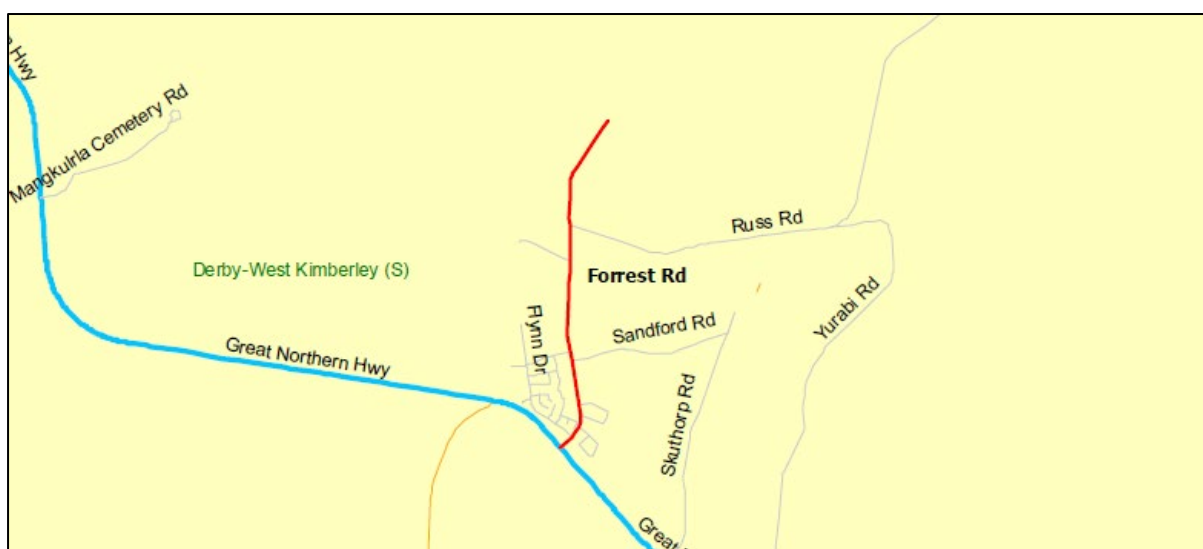 Hwy
Mangkulrla Cemetery Rd
Russ Rd
Derby-West Kimberley (S)
Forrest Rd
Yurabi Rd
Flynn Dr
Sandford Rd
Great Northern Hwy
Skuthorp Rd
Great